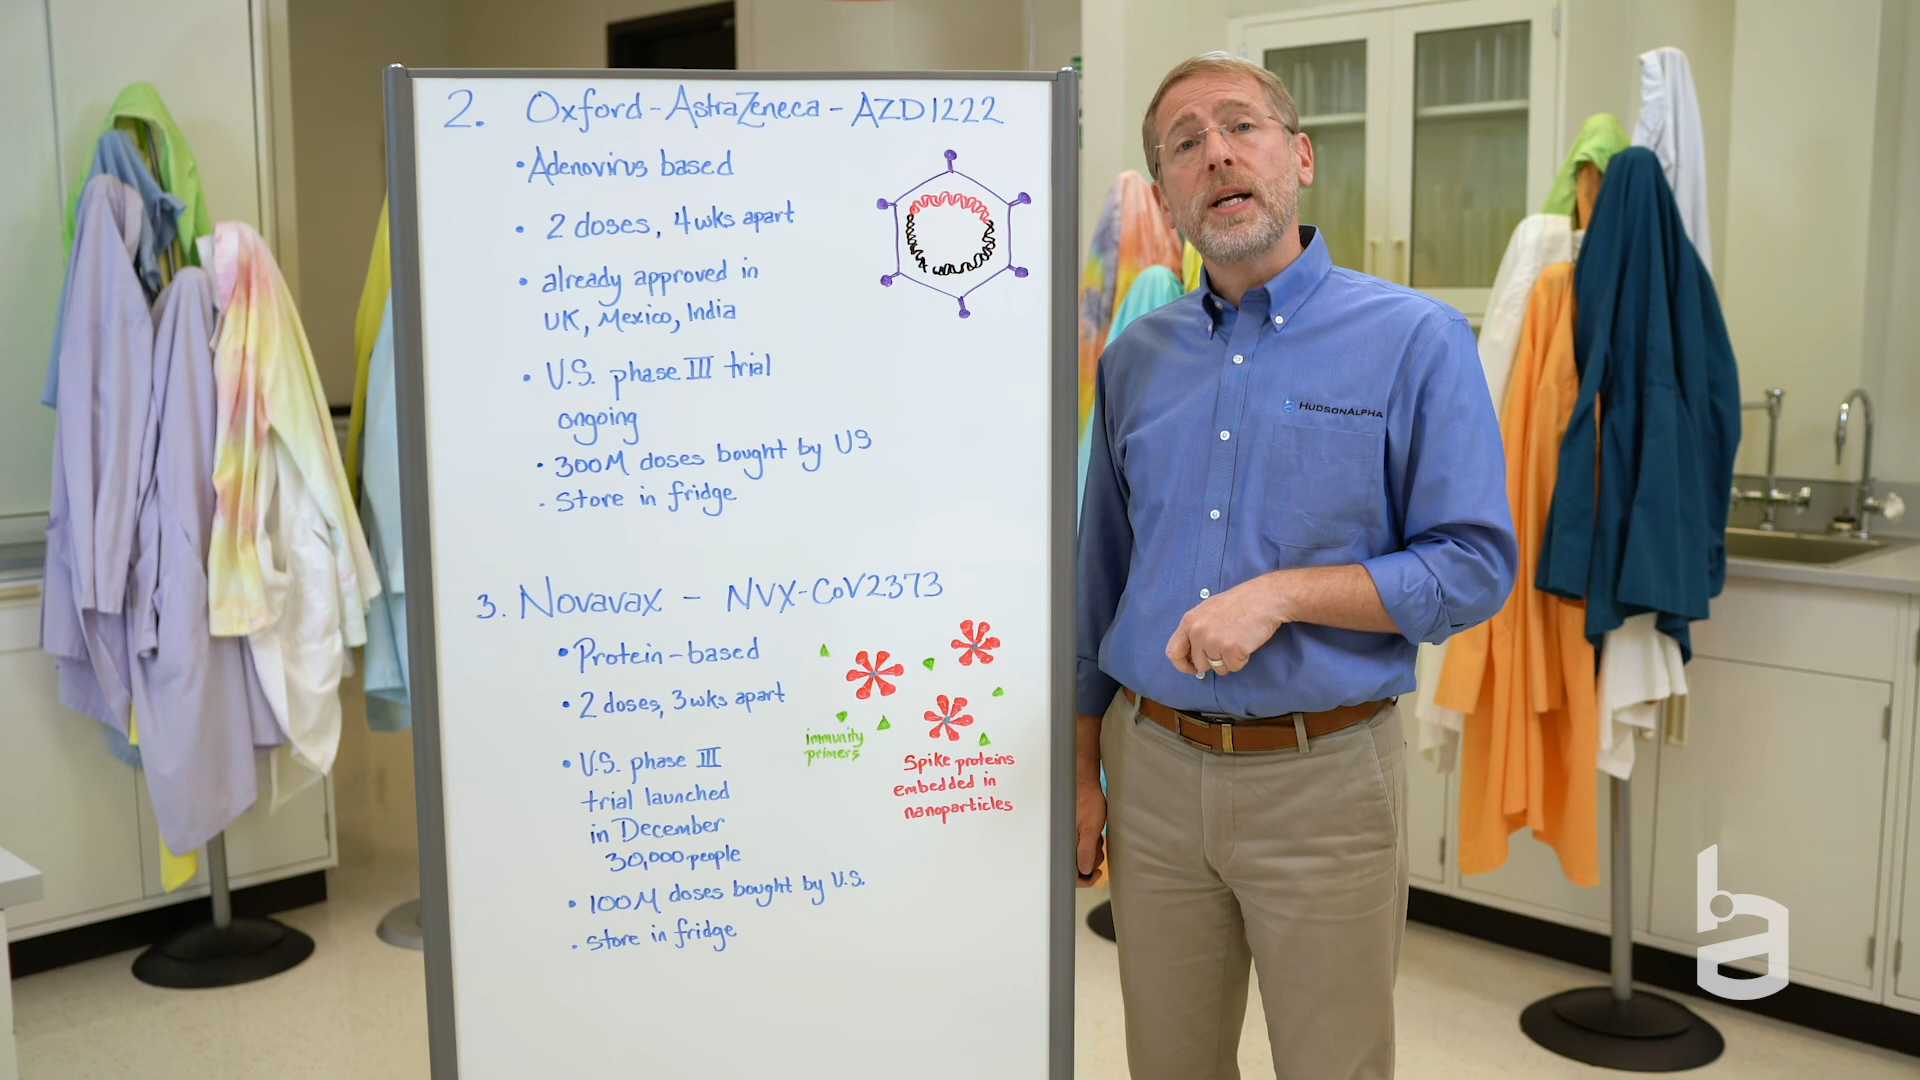 2. Oxford-AstraZeneca-AZD1222
•Adenovirus based
• 2 doses, 4wks apart
• already approved in
UK, Mexico, India
• U.S. phase III trial
ongoing
• 300M doses bought by US
• Store in fridge
3. Novavax - NVX-CoV2373
•Protein-based
• 2 doses, 3wks apart
immunity
primers
Spike proteins
embedded in
nanoparticles
• U.S. phase III
trial launched
in December
30,000 people
• 100M doses bought by U.S.
• store in fridge
HUDSONALPHA
ha